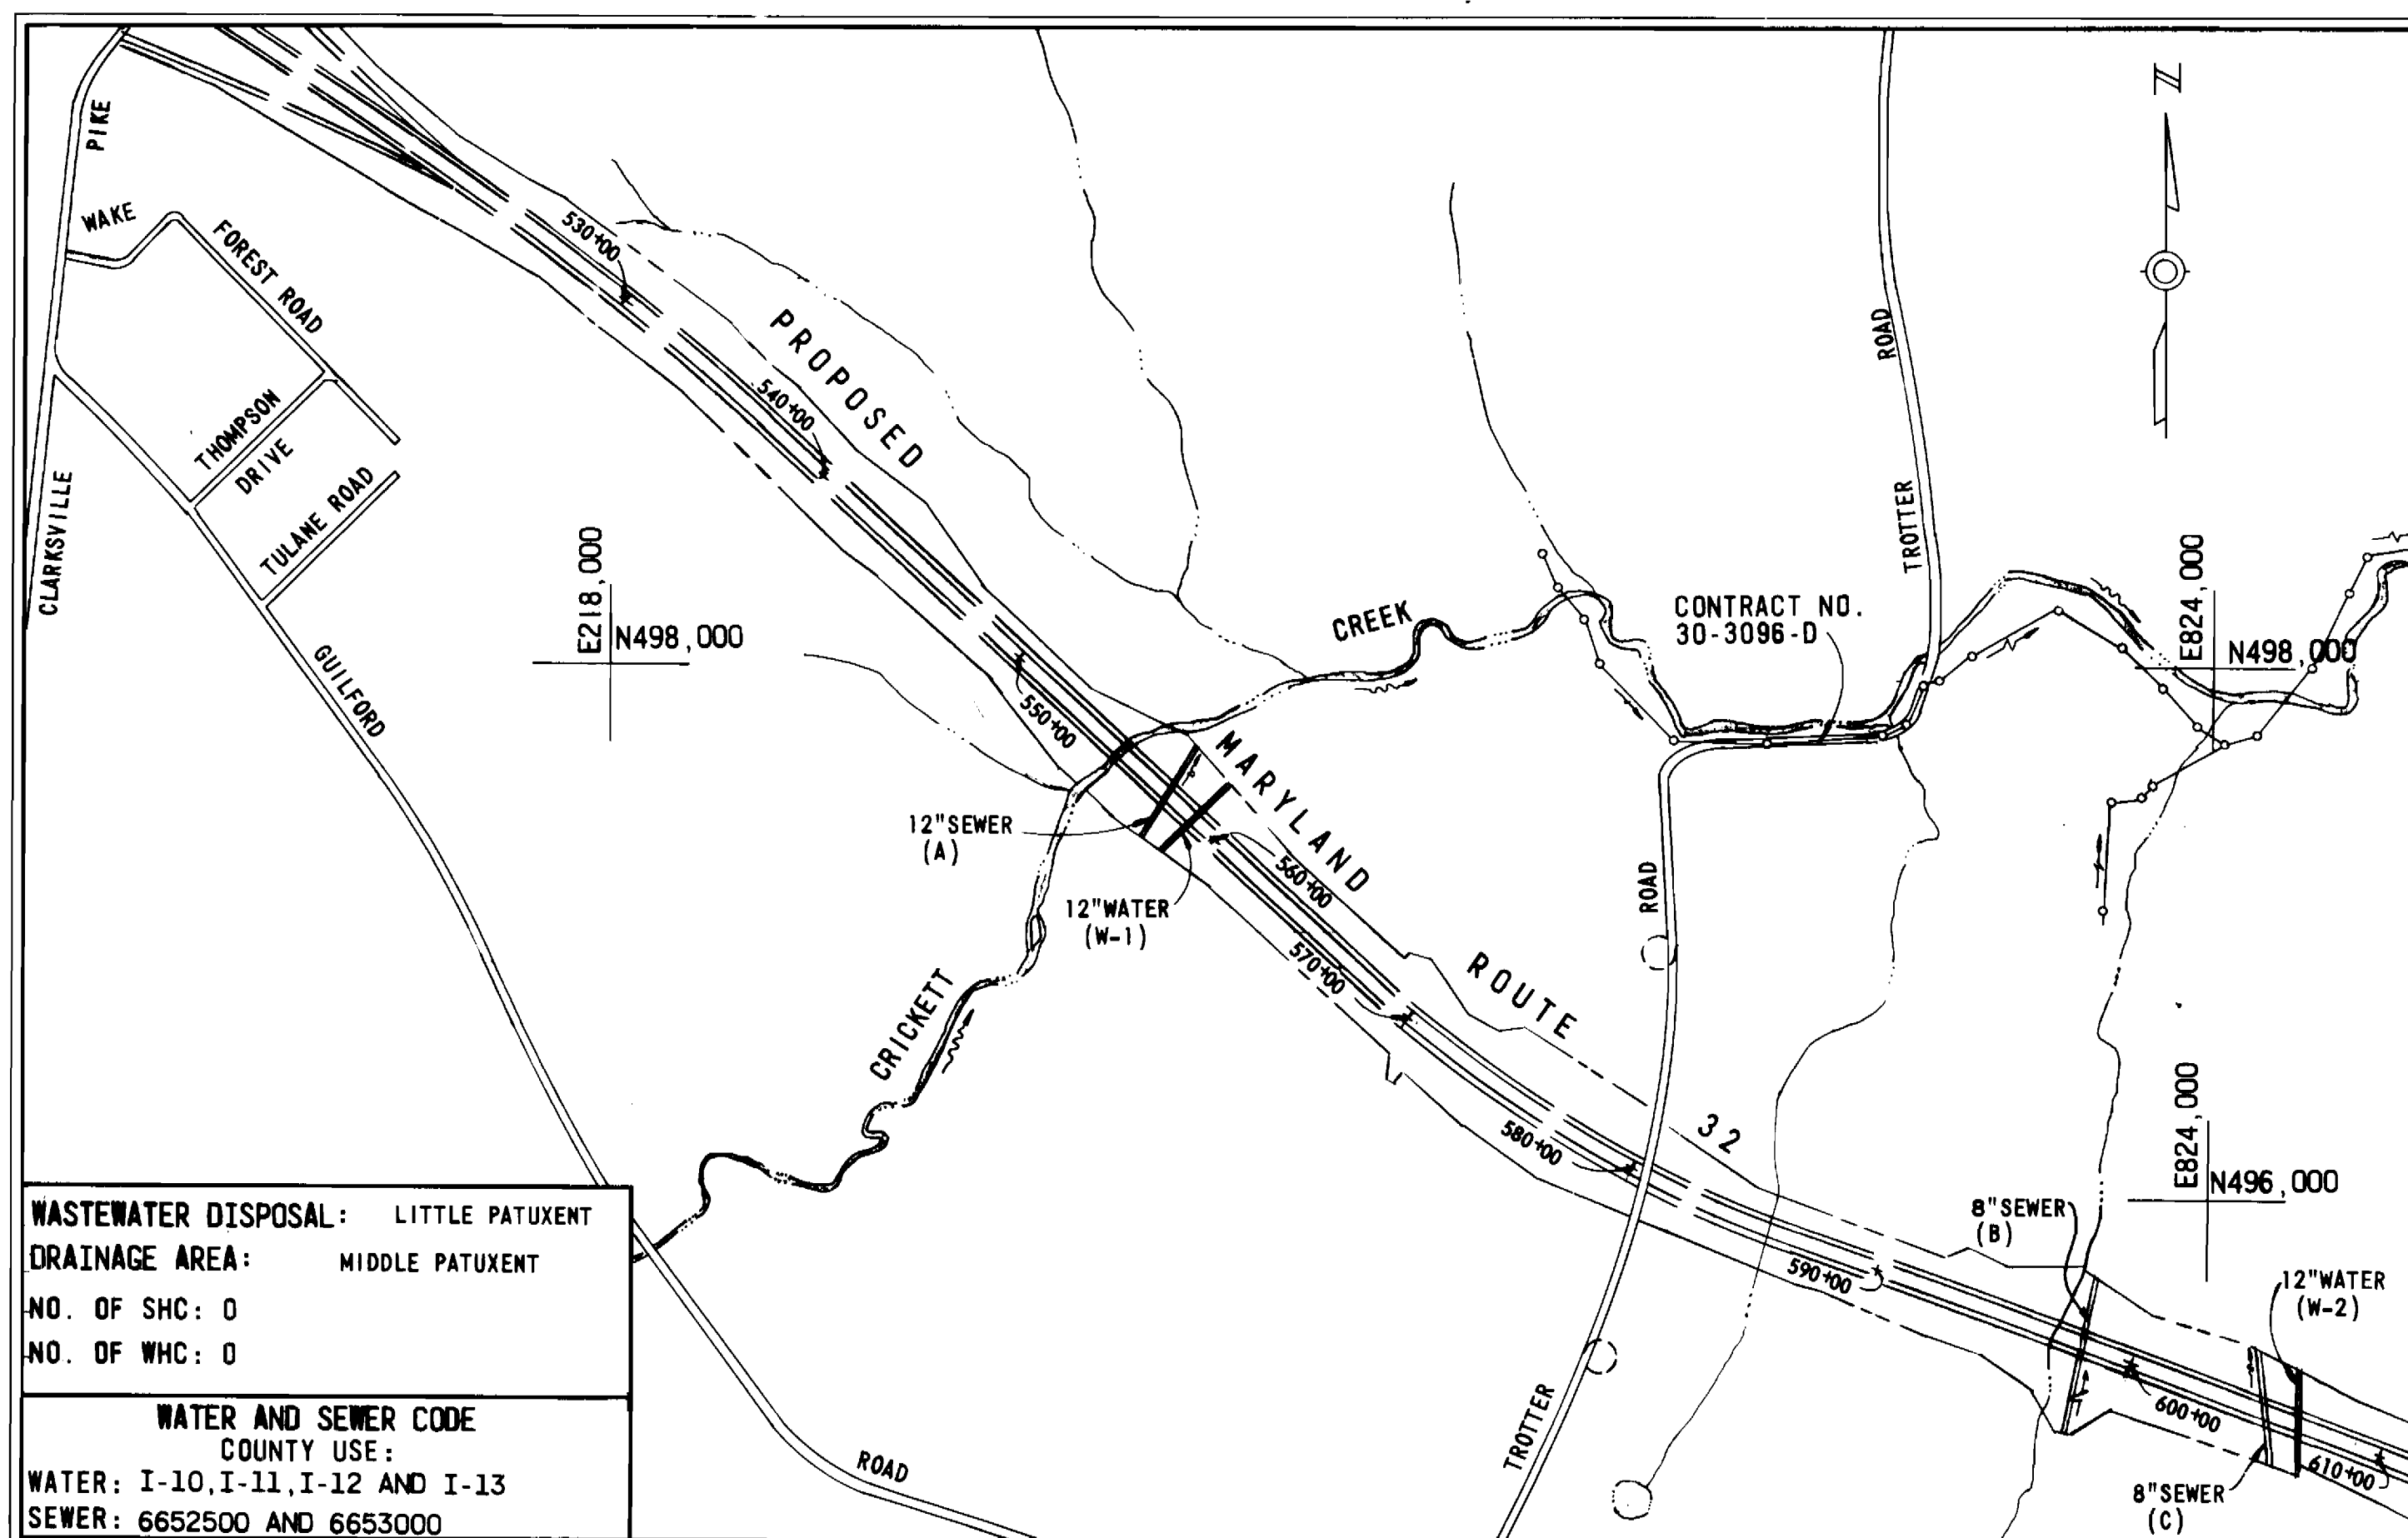 PIKE
WAKE
FOREST ROAD
THOMPSON
DRIVE
TULANE ROAD
CLARKSVILLE
GUILFORD
ROAD
530+00
540+00
550+00
560+00
570+00
580+00
590+00
600+00
610+00
PROPOSED
MARYLAND
ROUTE
32
E218,000
N498,000
CREEK
CRICKETT
12"SEWER
(A)
12"WATER
(W-1)
CONTRACT NO.
30-3096-D
ROAD
TROTTER
ROAD
TROTTER
N
E824,000
N498,000
E824,000
N496,000
8"SEWER
(B)
12"WATER
(W-2)
8"SEWER
(C)
WASTEWATER DISPOSAL: LITTLE PATUXENT
DRAINAGE AREA: MIDDLE PATUXENT
NO. OF SHC: 0
NO. OF WHC: 0
WATER AND SEWER CODE
COUNTY USE:
WATER: I-10,I-11,I-12 AND I-13
SEWER: 6652500 AND 6653000